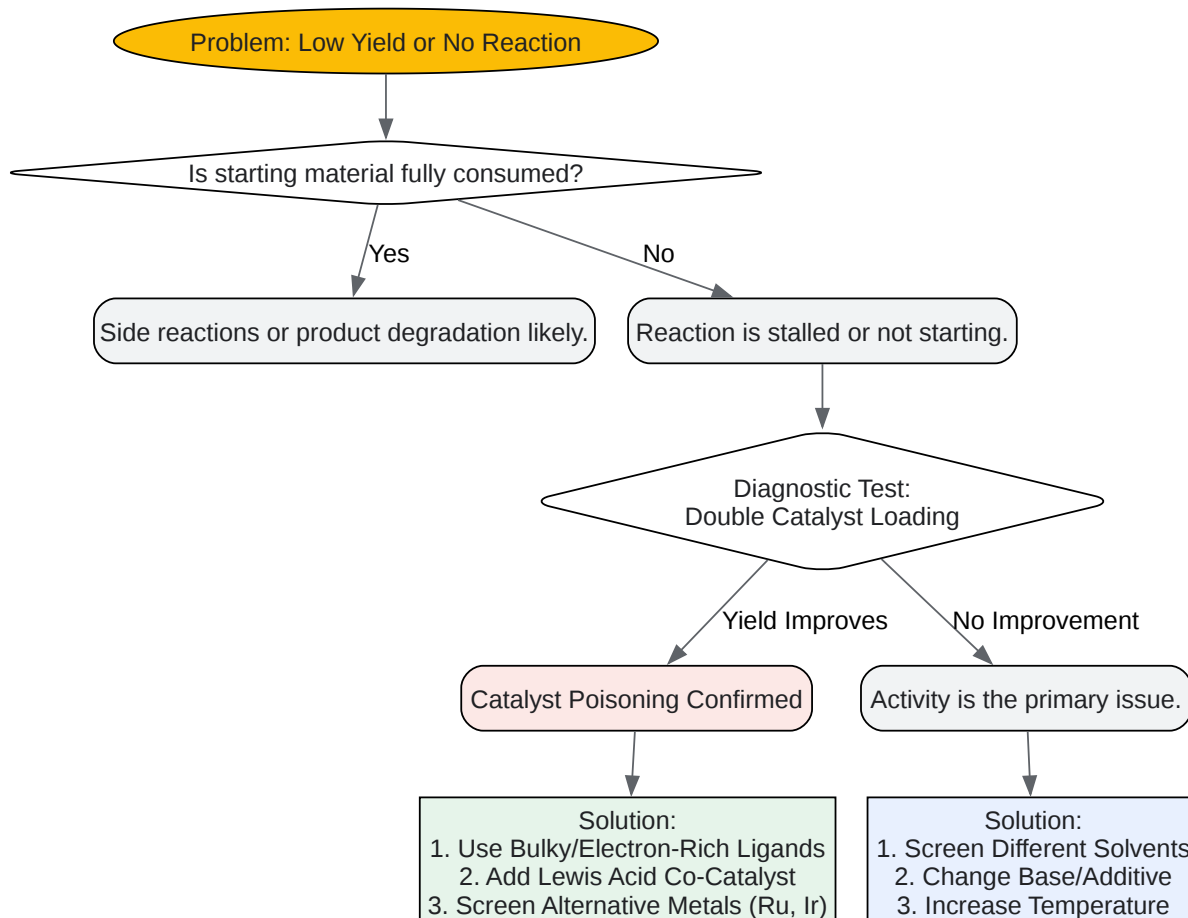 Problem: Low Yield or No Reaction
Is starting material fully consumed?
Yes
No
Side reactions or product degradation likely.
Reaction is stalled or not starting.
Diagnostic Test:
Double Catalyst Loading
Yield Improves
No Improvement
Catalyst Poisoning Confirmed
Activity is the primary issue.
Solution:
1. Use Bulky/Electron-Rich Ligands
2. Add Lewis Acid Co-Catalyst
3. Screen Alternative Metals (Ru, Ir)
Solution:
1. Screen Different Solvents
2. Change Base/Additive
3. Increase Temperature